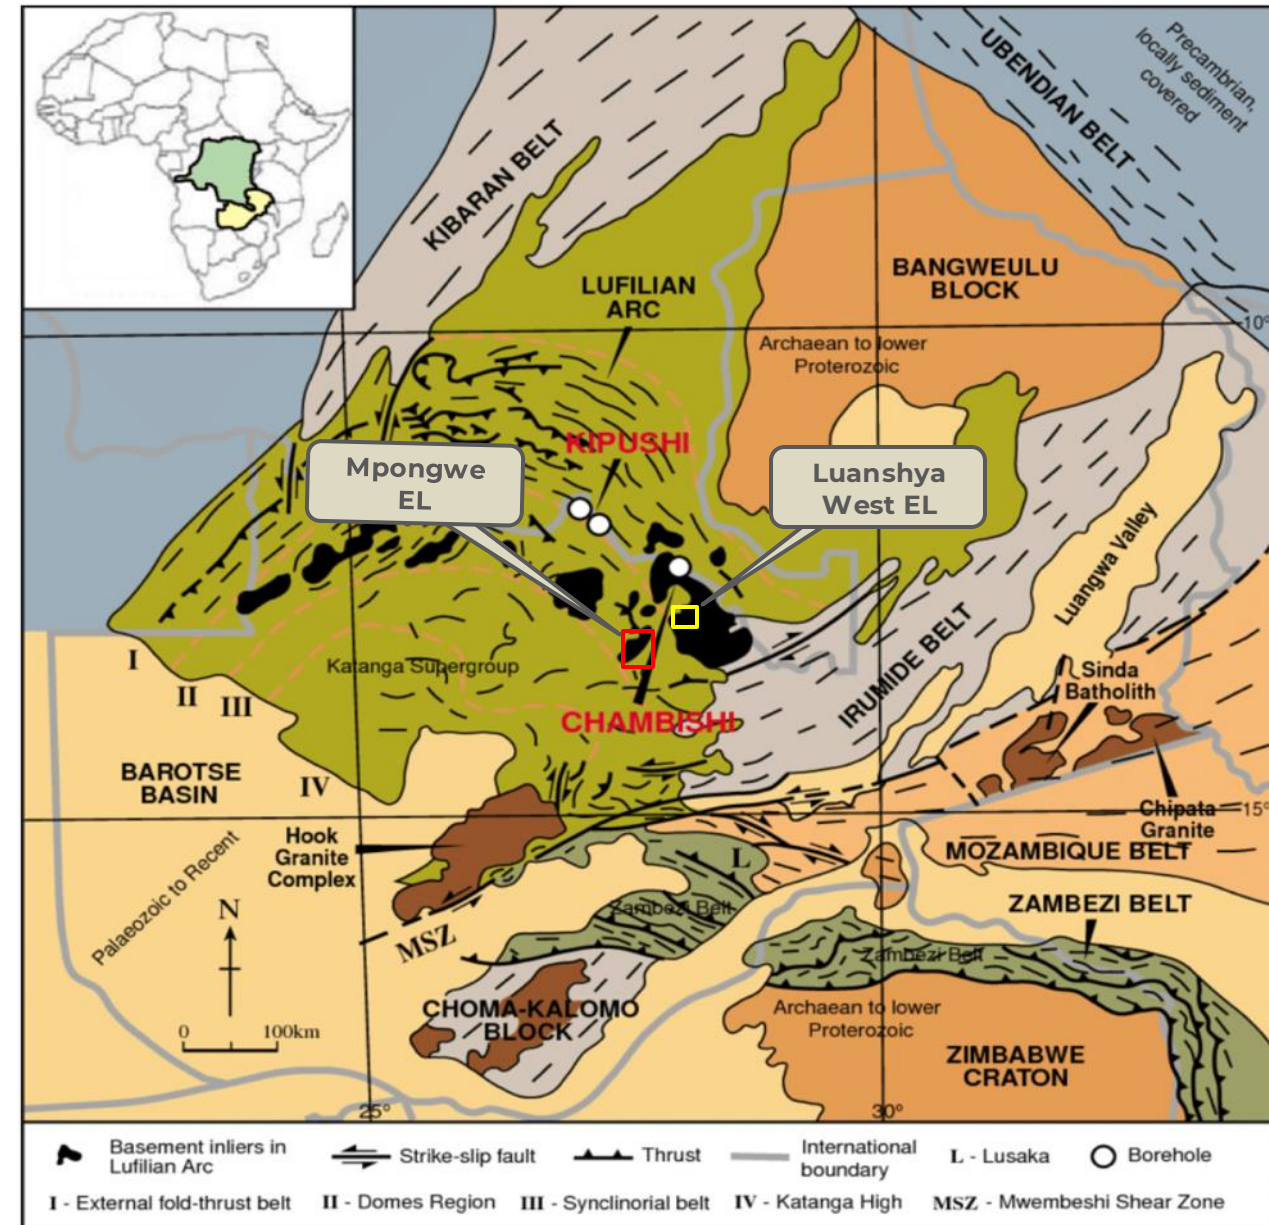 UBENDIAN BELT
Precambrian,
locally sediment
covered
KIBARAN BELT
LUFILIAN
ARC
BANGWEULU
BLOCK
10°
Archaean to lower
Proterozoic
KIPUSHI
Mpongwe
EL
Luanshya
West EL
Luangwa Valley
IRUMIDE BELT
I
II
III
IV
Katanga Supergroup
Sinda
Batholith
CHAMBISHI
BAROTSE
BASIN
Chipata
Granite
15°
Hook
Granite
Complex
MOZAMBIQUE BELT
L
Palaeozoic to Recent
N
MSZ
Zambezi Belt
ZAMBEZI BELT
Zambezi Belt
0 100km
CHOMA-KALOMO
BLOCK
Archaean to lower
Proterozoic
ZIMBABWE
CRATON
25°
30°
Basement inliers in
Lufilian Arc
Strike-slip fault
Thrust
International
boundary
L - Lusaka
Borehole
I - External fold-thrust belt
II - Domes Region
III - Synclinorial belt
IV - Katanga High
MSZ - Mwembeshi Shear Zone